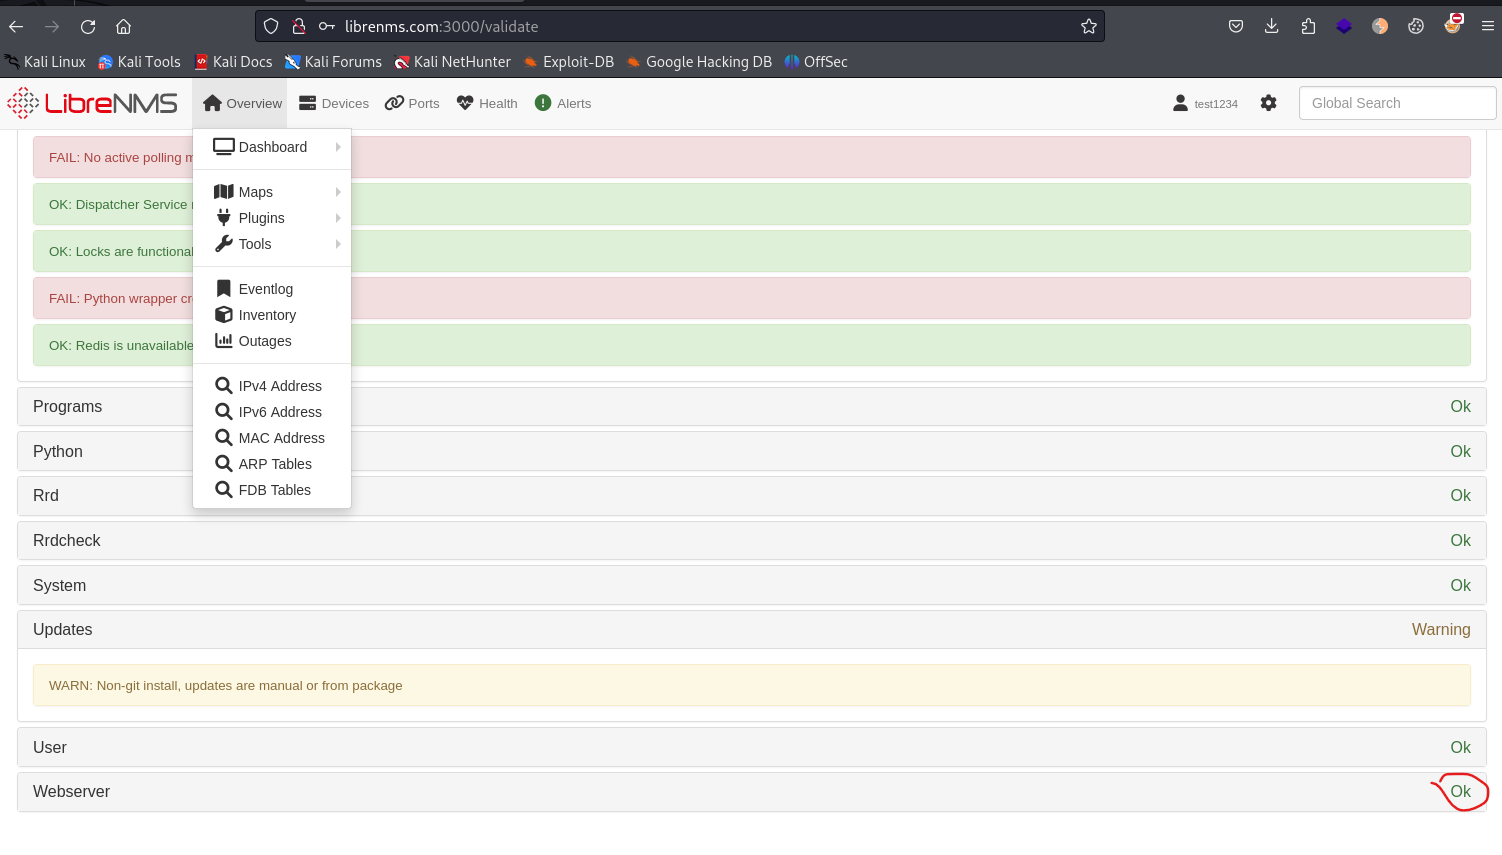 librenms.com:3000/validate
Kali Linux Kali Tools Kali Docs Kali Forums Kali NetHunter Exploit-DB Google Hacking DB OffSec
LibreNMS Overview Devices Ports Health Alerts test1234 Global Search
Dashboard
Maps
Plugins
Tools
Eventlog
Inventory
Outages
IPv4 Address
IPv6 Address
MAC Address
ARP Tables
FDB Tables
FAIL: No active polling
OK: Dispatcher Service
OK: Locks are functional
FAIL: Python wrapper
OK: Redis is unavailable
Programs Ok
Python Ok
Rrd Ok
Rrdcheck Ok
System Ok
Updates Warning
WARN: Non-git install, updates are manual or from package
User Ok
Webserver Ok